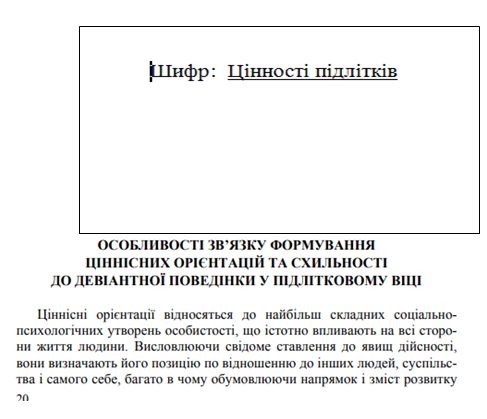 Шифр: Цінності підлітків
ОСОБЛИВОСТІ ЗВ’ЯЗКУ ФОРМУВАННЯ
ЦІННІСНИХ ОРІЄНТАЦІЙ ТА СХИЛЬНОСТІ
ДО ДЕВІАНТНОЇ ПОВЕДІНКИ У ПІДЛІТКОВОМУ ВІЦІ
Ціннісні орієнтації відносяться до найбільш складних соціально-
психологічних утворень особистості, що істотно впливають на всі сторо-
ни життя людини. Висловлюючи свідоме ставлення до явищ дійсності,
вони визначають його позицію по відношенню до інших людей, суспільс-
тва і самого себе, багато в чому обумовлюючи напрямок і зміст розвитку
20